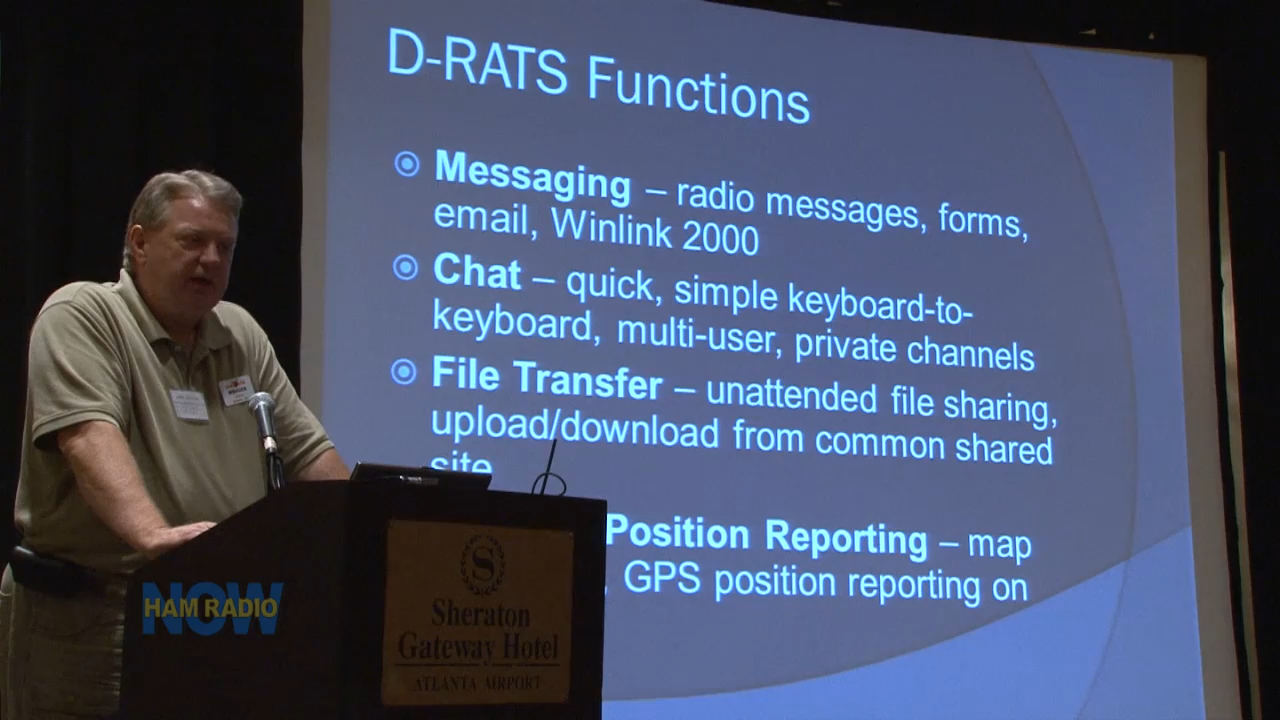 D-RATS Functions
Messaging – radio messages, forms,
email, Winlink 2000
Chat – quick, simple keyboard-to-
keyboard, multi-user, private channels
File Transfer – unattended file sharing,
upload/download from common shared
site
Position Reporting – map
, GPS position reporting on
HAM RADIO
NOW
S
Sheraton
Gateway Hotel
ATLANTA AIRPORT